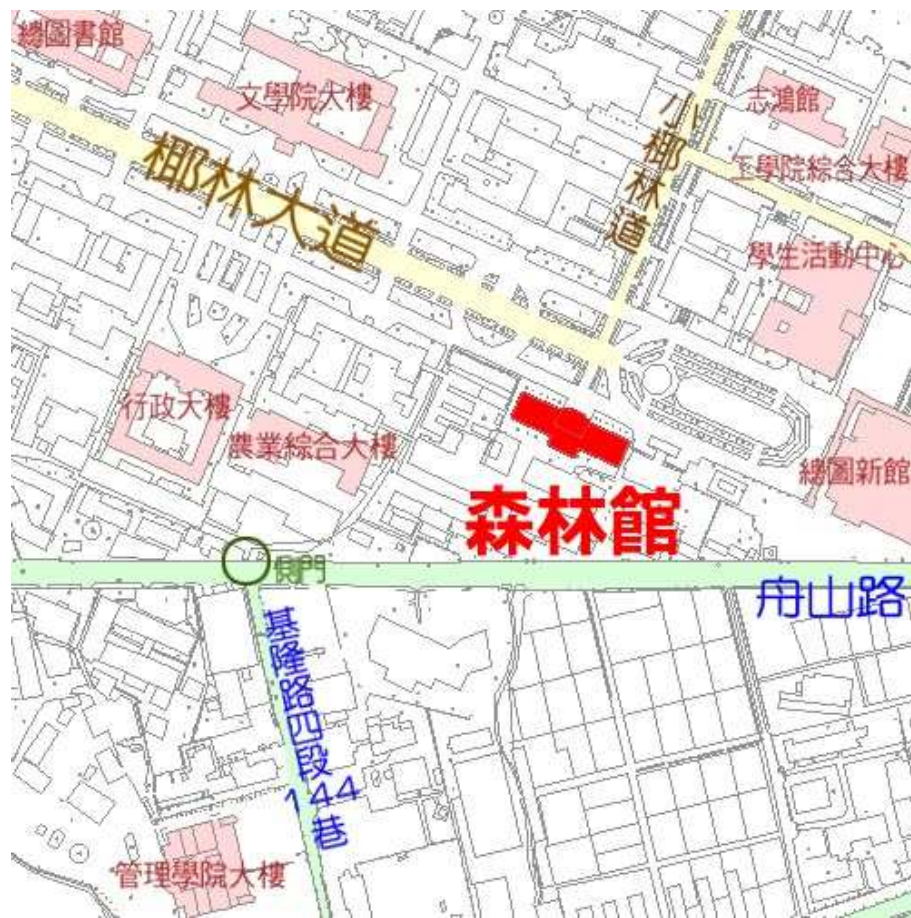 總圖書館
文學院大樓
志鴻館
小椰林道
工學院綜合大樓
椰林大道
學生活動中心
行政大樓
農業綜合大樓
總圖新館
森林館
側門
舟山路
基隆路四段
144
巷
管理學院大樓